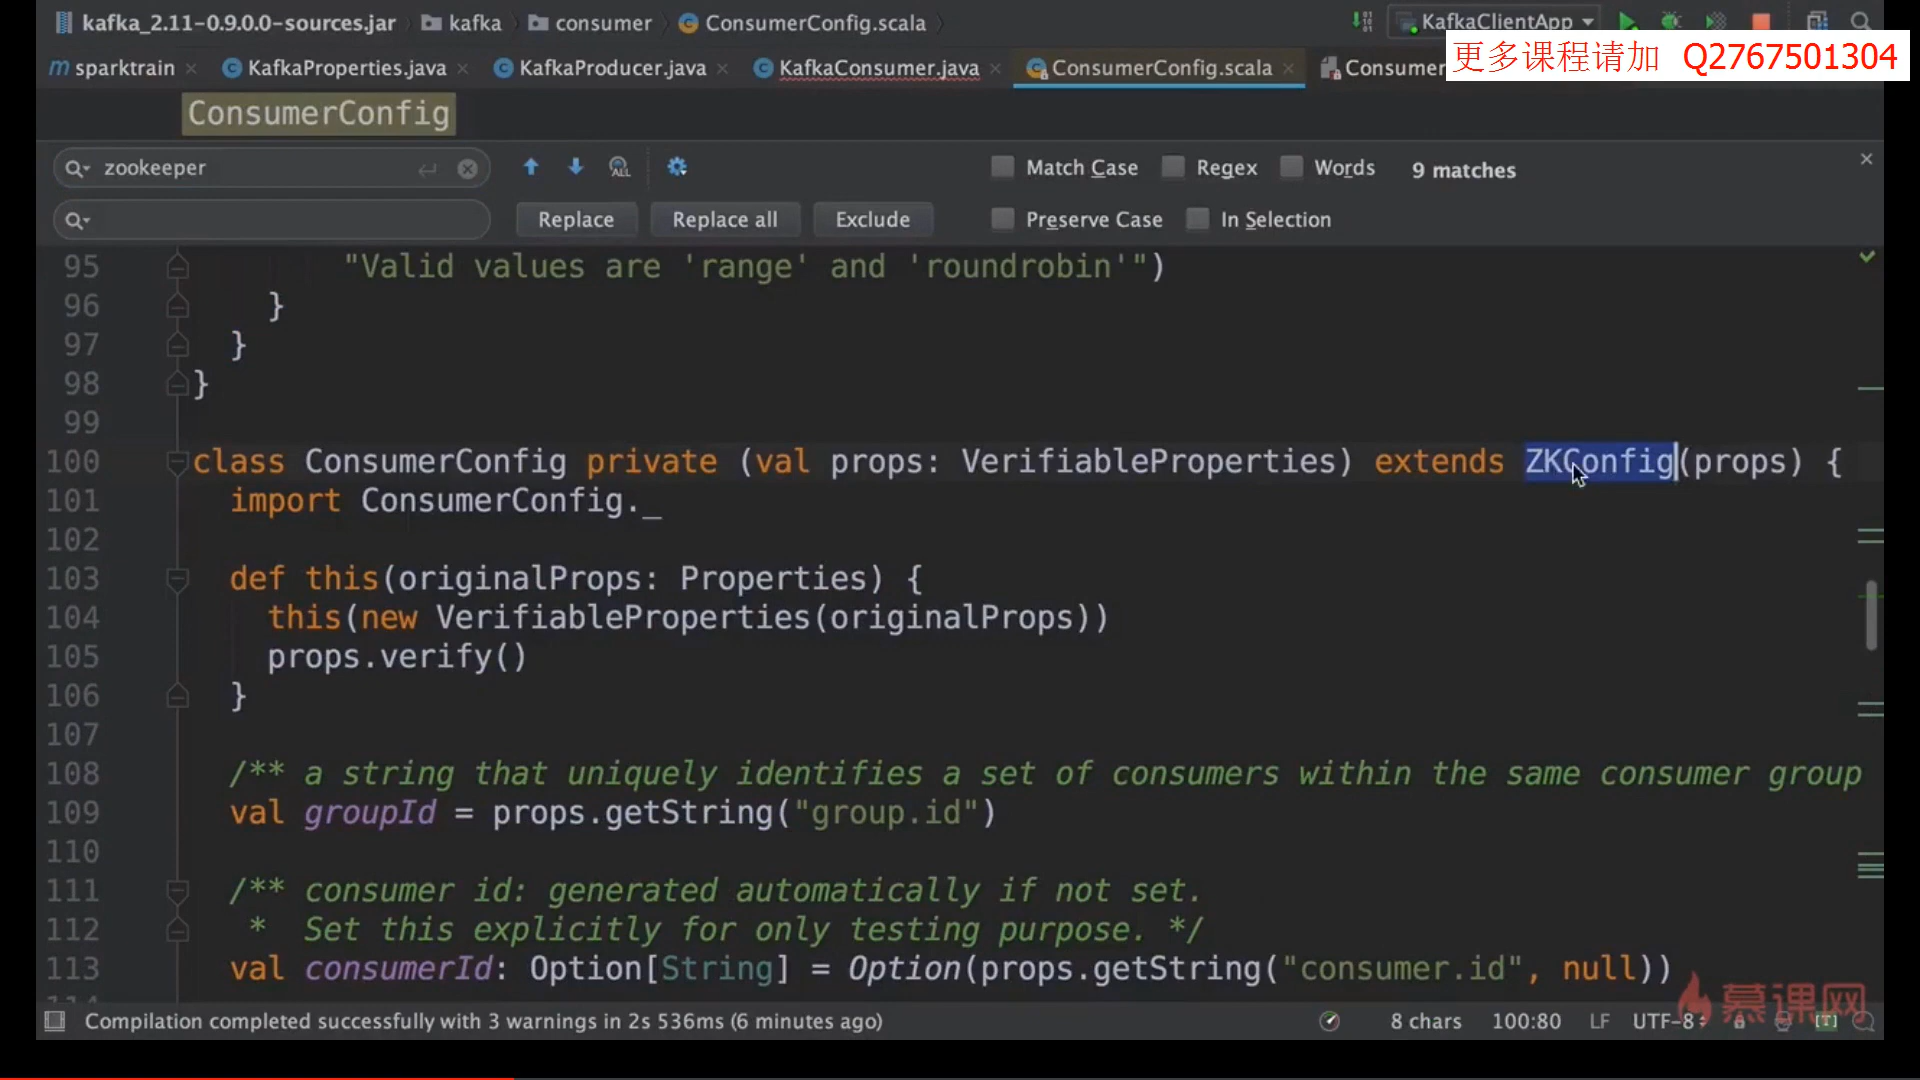 kafka_2.11-0.9.0.0-sources.jar kafka consumer ConsumerConfig.scala KafkaClientApp
更多课程请加 Q2767501304
m sparktrain KafkaProperties.java KafkaProducer.java KafkaConsumer.java ConsumerConfig.scala Consumer
ConsumerConfig
zookeeper Match Case Regex Words 9 matches
Replace Replace all Exclude Preserve Case In Selection
95 "Valid values are 'range' and 'roundrobin'")
96 }
97 }
98 }
99
100 class ConsumerConfig private (val props: VerifiableProperties) extends ZKConfig(props) {
101 import ConsumerConfig._
102
103 def this(originalProps: Properties) {
104 this(new VerifiableProperties(originalProps))
105 props.verify()
106 }
107
108 /** a string that uniquely identifies a set of consumers within the same consumer group
109 val groupId = props.getString("group.id")
110
111 /** consumer id: generated automatically if not set.
112 * Set this explicitly for only testing purpose. */
113 val consumerId: Option[String] = Option(props.getString("consumer.id", null))
慕课网
Compilation completed successfully with 3 warnings in 2s 536ms (6 minutes ago) 8 chars 100:80 LF UTF-8 [T]